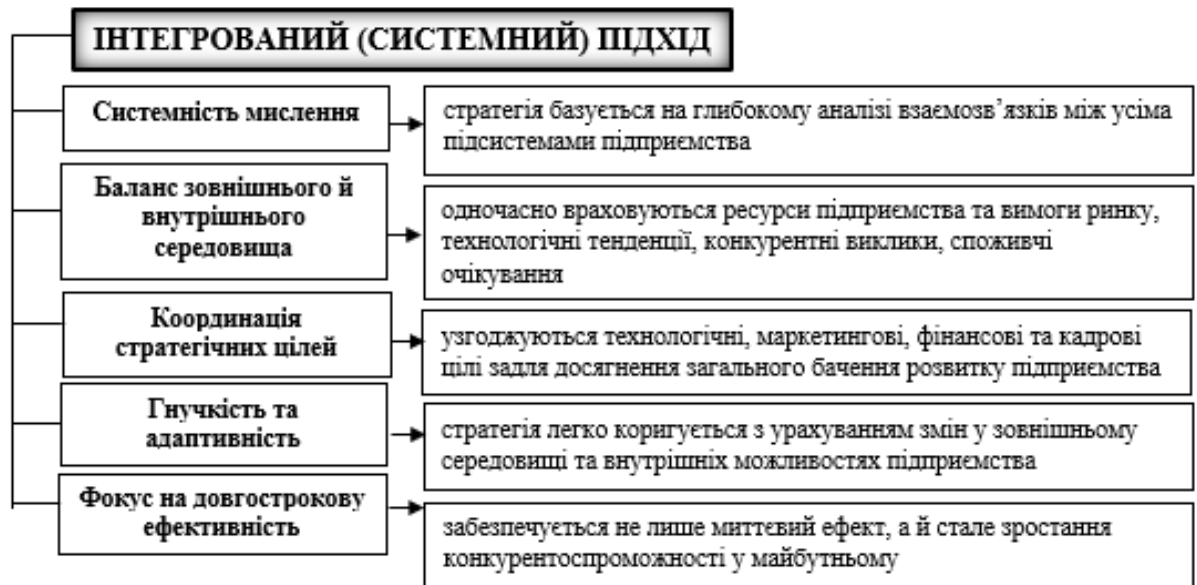 ІНТЕГРОВАНИЙ (СИСТЕМНИЙ) ПІДХІД
Системність мислення
стратегія базується на глибокому аналізі взаємозв’язків між усіма
підсистемами підприємства
Баланс зовнішнього й
внутрішнього
середовища
одночасно враховуються ресурси підприємства та вимоги ринку,
технологічні тенденції, конкурентні виклики, споживчі
очікування
Координація
стратегічних цілей
узгоджуються технологічні, маркетингові, фінансові та кадрові
цілі задля досягнення загального бачення розвитку підприємства
Гнучкість та
адаптивність
стратегія легко коригується з урахуванням змін у зовнішньому
середовищі та внутрішніх можливостях підприємства
Фокус на довгострокову
ефективність
забезпечується не лише миттєвий ефект, а й стале зростання
конкурентоспроможності у майбутньому